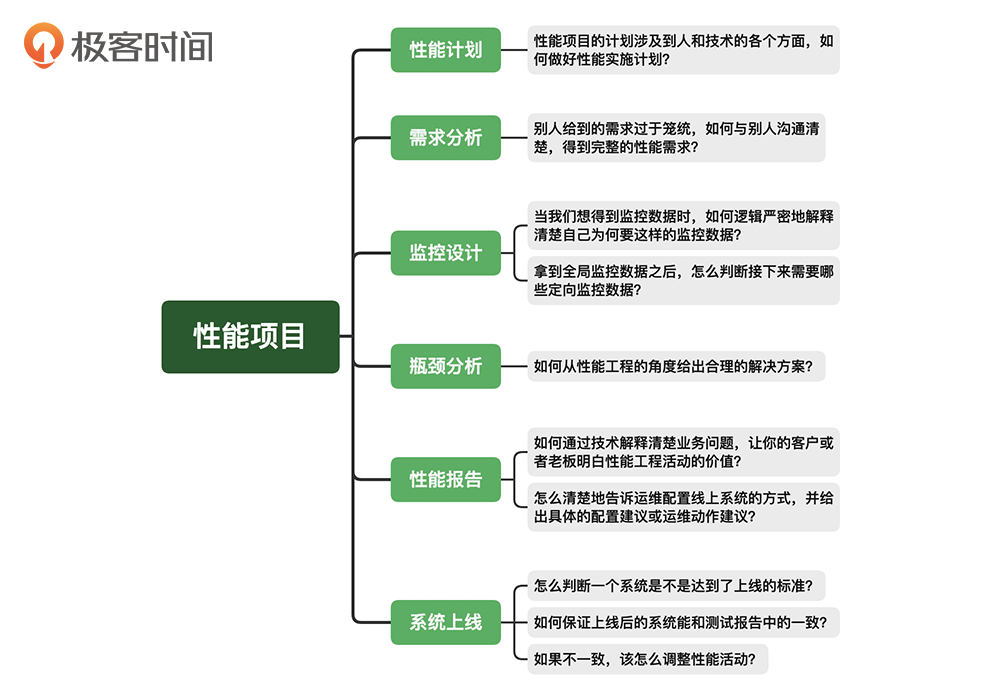 极客时间
性能项目
性能计划
性能项目的计划涉及到人和技术的各个方面，如
何做好性能实施计划？
需求分析
别人给到的需求过于笼统，如何与别人沟通清
楚，得到完整的性能需求？
监控设计
当我们想得到监控数据时，如何逻辑严密地解释
清楚自己为何要这样的监控数据？
拿到全局监控数据之后，怎么判断接下来需要哪
些定向监控数据？
瓶颈分析
如何从性能工程的角度给出合理的解决方案？
性能报告
如何通过技术解释清楚业务问题，让你的客户或
者老板明白性能工程活动的价值？
怎么清楚地告诉运维配置线上系统的方式，并给
出具体的配置建议或运维动作建议？
系统上线
怎么判断一个系统是不是达到了上线的标准？
如何保证上线后的系统能和测试报告中的一致？
如果不一致，该怎么调整性能活动？